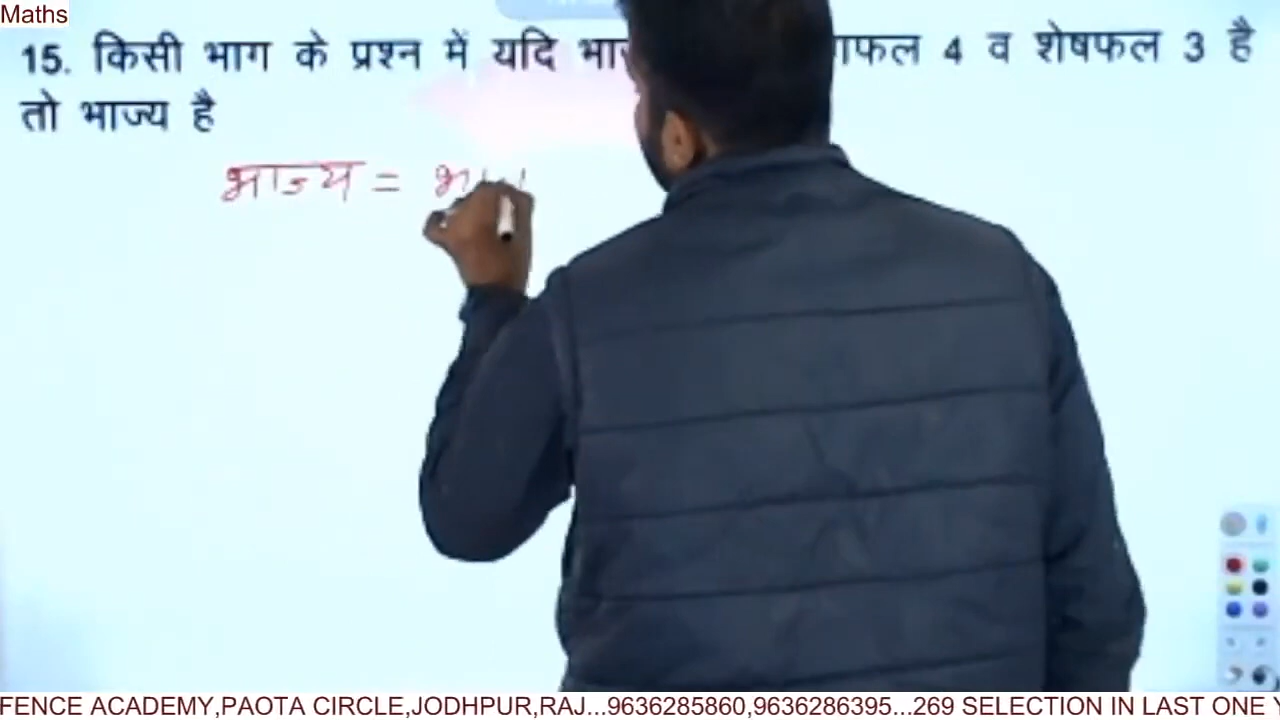 Maths
15. किसी भाग के प्रश्न में यदि गफल 4 व शेषफल 3 है
तो भाज्य है
भाज्य =
FENCE ACADEMY,PAOTA CIRCLE,JODHPUR,RAJ...9636285860,9636286395...269 SELECTION IN LAST ONE